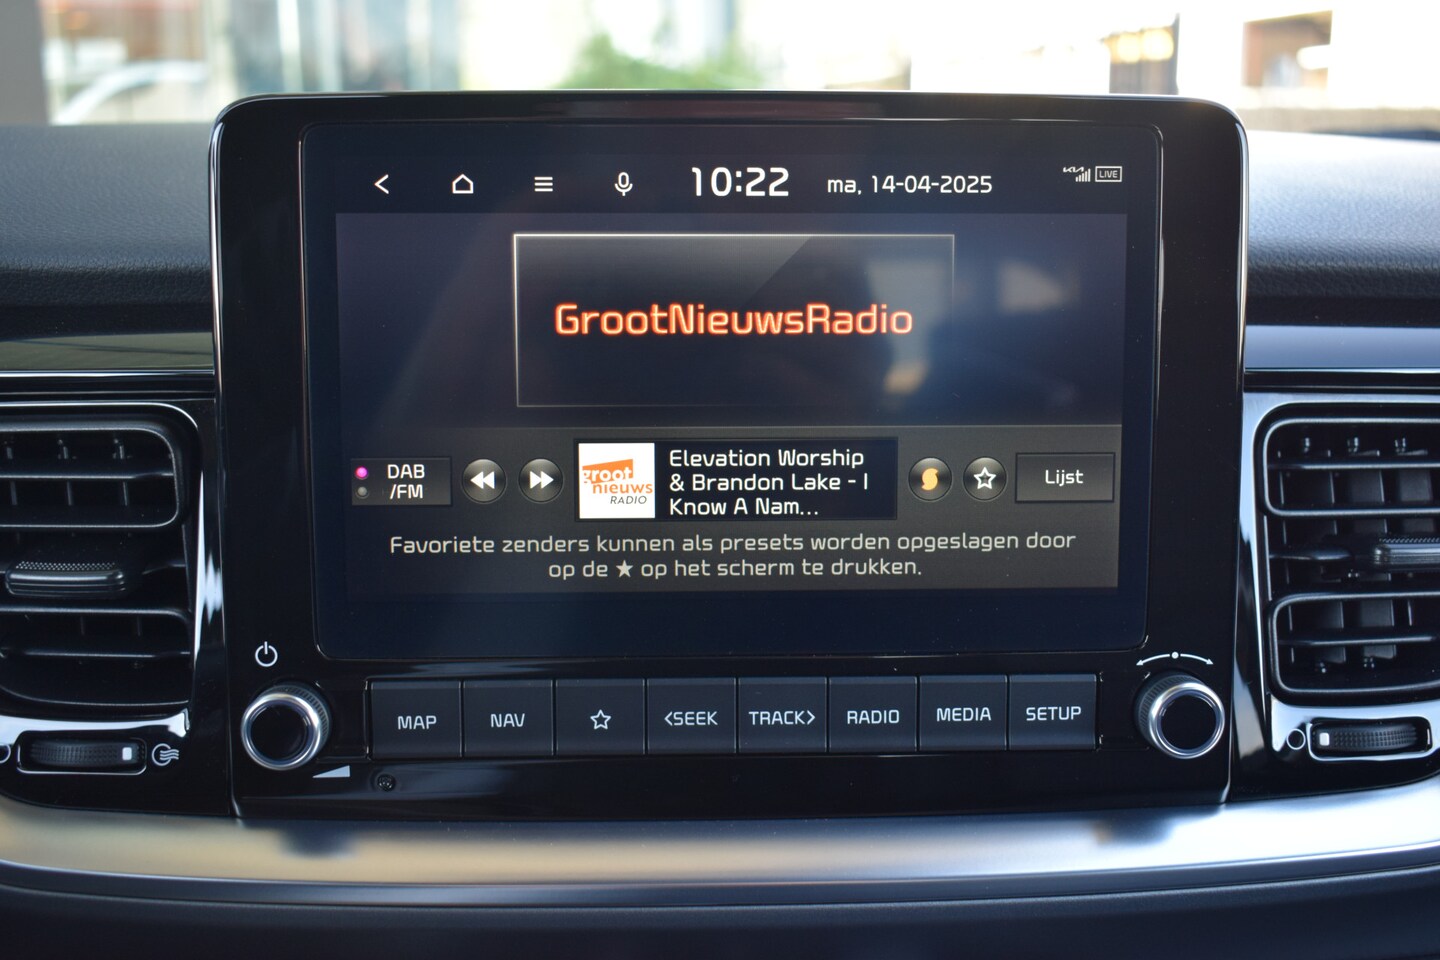 10:22 ma, 14-04-2025 KIA LIVE
GrootNieuwsRadio
DAB
/FM
groot
nieuws
RADIO
Elevation Worship
& Brandon Lake - I
Know A Nam...
Lijst
Favoriete zenders kunnen als presets worden opgeslagen door
op de ★ op het scherm te drukken.
MAP NAV <SEEK TRACK> RADIO MEDIA SETUP